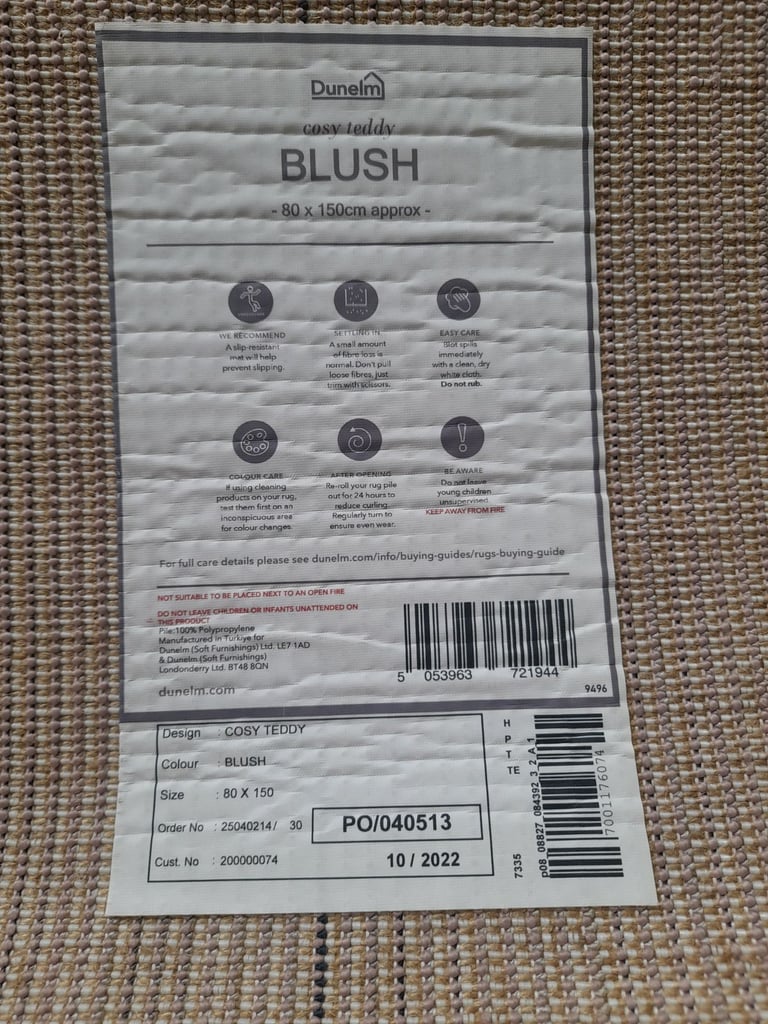 Dunelm
cosy teddy
BLUSH
- 80 x 150cm approx -
WE RECOMMEND
A slip-resistant
mat will help
prevent slipping.
SETTLING IN
A small amount
of fibre loss is
normal. Don't pull
loose fibres, just
trim with scissors.
EASY CARE
Blot spills
immediately
with a clean, dry
white cloth.
Do not rub.
COLOUR CARE
If using cleaning
products on your rug,
test them first on an
inconspicuous area
for colour changes.
AFTER OPENING
Re-roll your rug pile
out for 24 hours to
reduce curling.
Regularly turn to
ensure even wear.
BE AWARE
Do not leave
young children
unsupervised.
KEEP AWAY FROM FIRE
For full care details please see dunelm.com/info/buying-guides/rugs-buying-guide
NOT SUITABLE TO BE PLACED NEXT TO AN OPEN FIRE
DO NOT LEAVE CHILDREN OR INFANTS UNATTENDED ON
THIS PRODUCT
Pile:100% Polypropylene
Manufactured in Turkiye for
Dunelm (Soft Furnishings) Ltd. LE7 1AD
& Dunelm (Soft Furnishings)
Londonderry Ltd. BT48 8QN
dunelm.com
5 053963 721944
9496
Design : COSY TEDDY
Colour : BLUSH
Size : 80 X 150
Order No : 25040214/ 30
PO/040513
Cust. No : 200000074
10 / 2022
H
P
T
TE
7335
p08_08827_084392_3_2_A1
7001176074